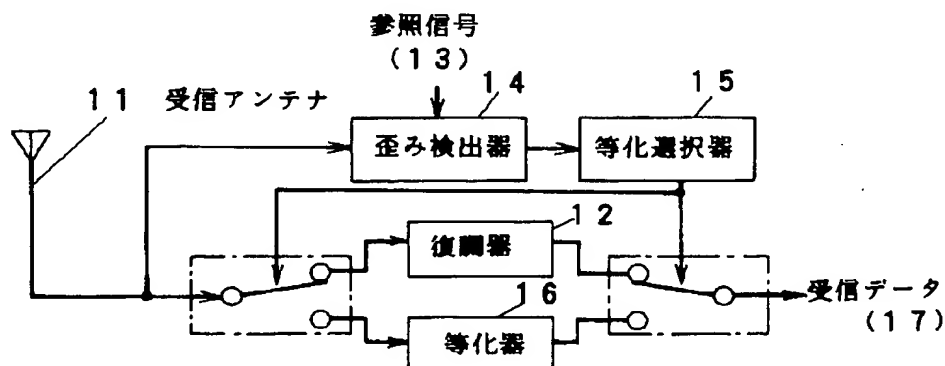 参照信号
(13)
11 受信アンテナ
14
15
歪み検出器
等化選択器
12
復調器
16
等化器
受信データ
(17)